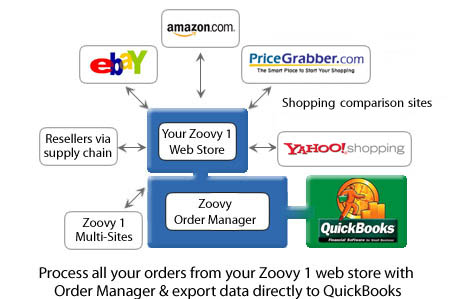 amazon.com.
ebaY
PriceGrabber.com
The Smart Place to Start Your Shopping
Shopping comparison sites
Resellers via
supply chain
Your Zoovy 1
Web Store
YAHOO! shopping
Zoovy 1
Multi-Sites
Zoovy
Order Manager
QuickBooks
Financial Software for Small Business
Process all your orders from your Zoovy 1 web store with
Order Manager & export data directly to QuickBooks